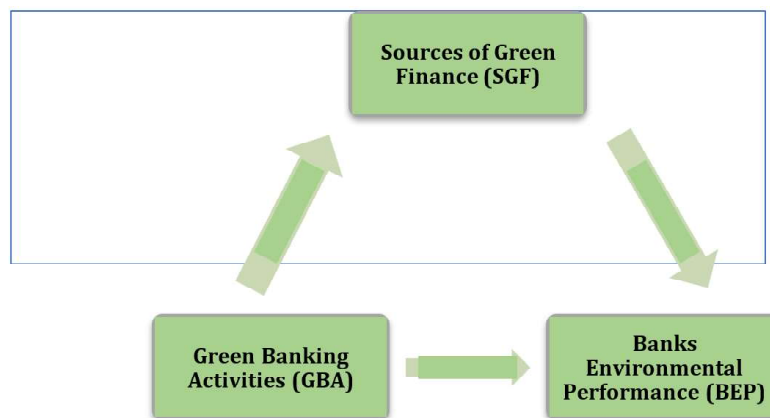 Sources of Green
Finance (SGF)
Green Banking
Activities (GBA)
Banks
Environmental
Performance (BEP)